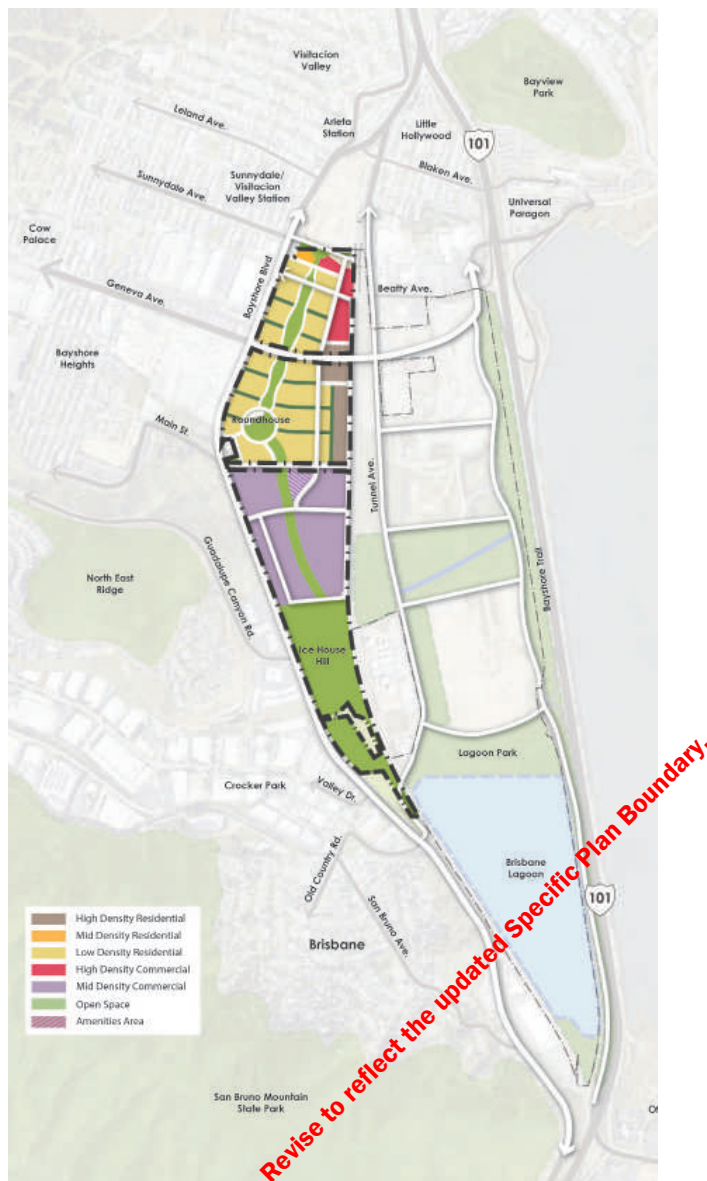 Visitacion
Valley
Bayview
Park
Leland Ave.
Arleta
Station
Little
Hollywood
101
Blaken Ave.
Sunnydale Ave.
Sunnydale/
Visitacion
Valley Station
Universal
Paragon
Cow
Palace
Bayshore Blvd
Geneva Ave.
Beatty Ave.
Bayshore
Heights
Roundhouse
Main St.
Tunnel Ave.
Guadalupe Canyon Rd.
Bayshore Trail
North East
Ridge
Ice House
Hill
Lagoon Park
Crocker Park
Valley Dr.
Old Country Rd.
Brisbane
Lagoon
101
San Bruno Ave.
Brisbane
High Density Residential
Mid Density Residential
Low Density Residential
High Density Commercial
Mid Density Commercial
Open Space
Amenities Area
San Bruno Mountain
State Park
Revise to reflect the updated Specific Plan Boundary.